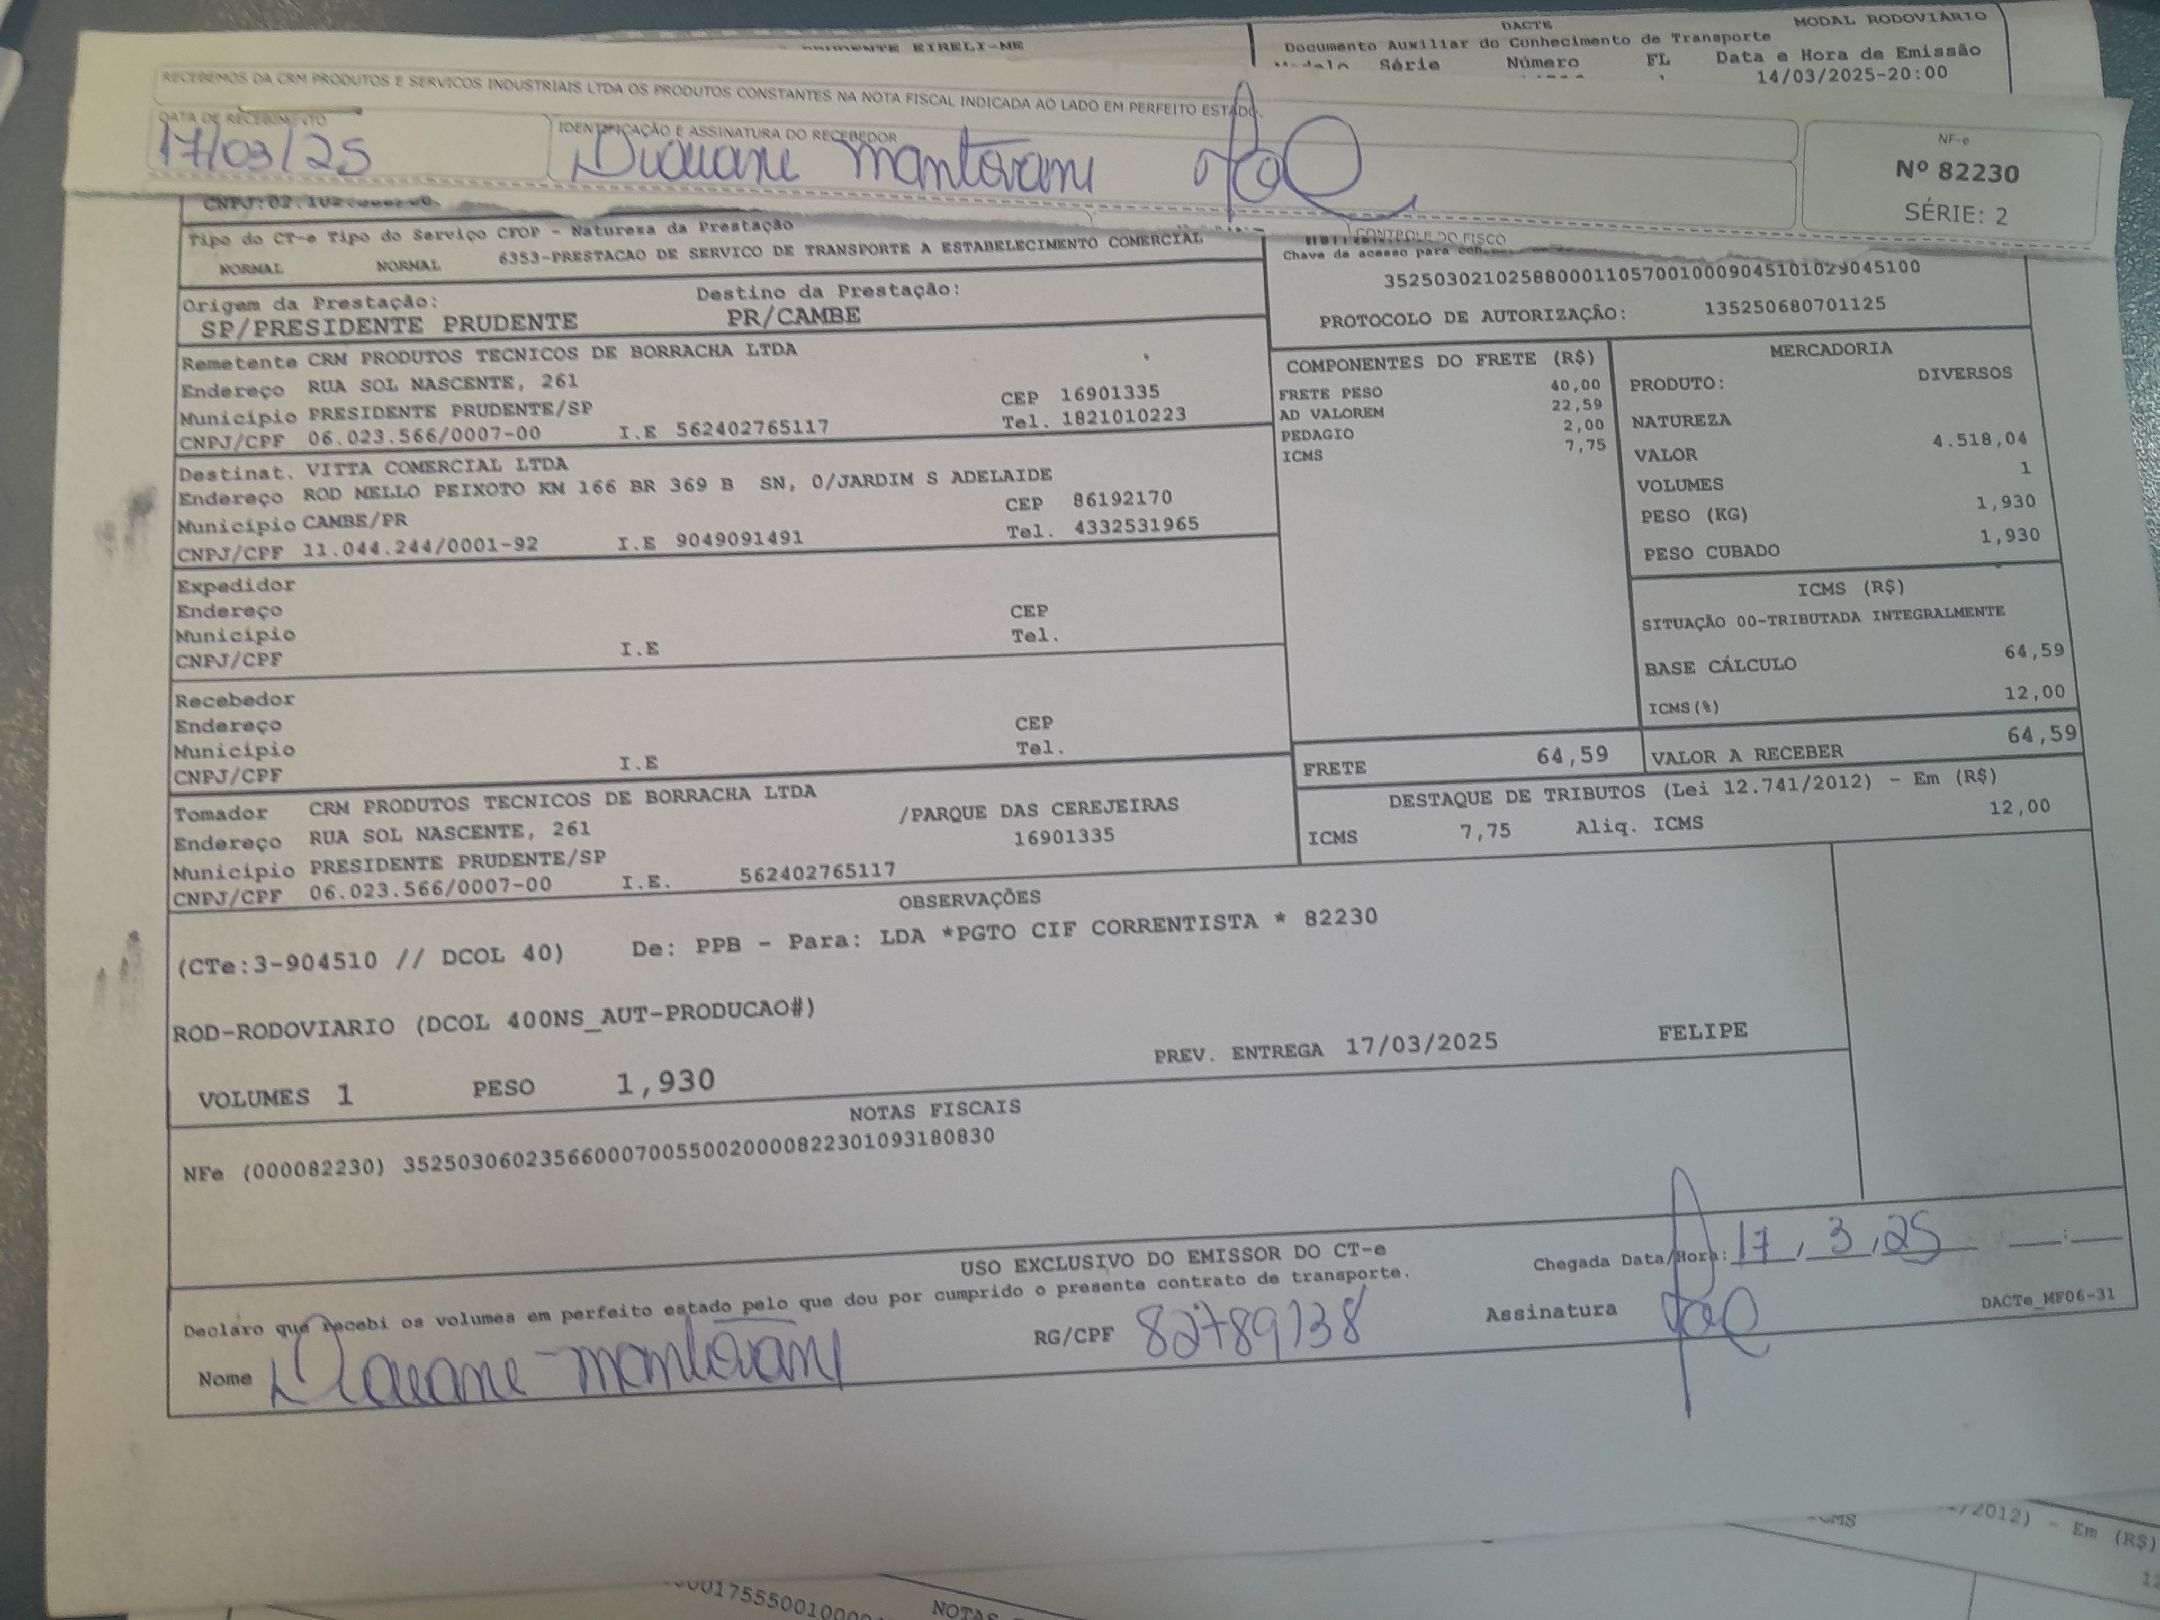 DACTE
MODAL RODOVIÁRIO
EIRELI-ME
Documento Auxiliar do Conhecimento de Transporte
Modelo Série Número FL Data e Hora de Emissão
14/03/2025-20:00
RECEBEMOS DA CRM PRODUTOS E SERVICOS INDUSTRIAIS LTDA OS PRODUTOS CONSTANTES NA NOTA FISCAL INDICADA AO LADO EM PERFEITO ESTADO.
DATA DE RECEBIMENTO
17/03/25
IDENTIFICAÇÃO E ASSINATURA DO RECEBEDOR
Mantovani
NF-e
Nº 82230
SÉRIE: 2
Tipo do CT-e Tipo do Serviço CFOP - Natureza da Prestação
NORMAL NORMAL 6353-PRESTACAO DE SERVICO DE TRANSPORTE A ESTABELECIMENTO COMERCIAL
CONTROLE DO FISCO
Chave de acesso para
35250302102588000110570010009045101029045100
PROTOCOLO DE AUTORIZAÇÃO: 135250680701125
Origem da Prestação: Destino da Prestação:
SP/PRESIDENTE PRUDENTE PR/CAMBE
Remetente CRM PRODUTOS TECNICOS DE BORRACHA LTDA
Endereço RUA SOL NASCENTE, 261
Município PRESIDENTE PRUDENTE/SP CEP 16901335
CNPJ/CPF 06.023.566/0007-00 I.E 562402765117 Tel. 1821010223
Destinat. VITTA COMERCIAL LTDA
Endereço ROD MELLO PEIXOTO KM 166 BR 369 B SN, 0/JARDIM S ADELAIDE
Município CAMBE/PR CEP 86192170
CNPJ/CPF 11.044.244/0001-92 I.E 9049091491 Tel. 4332531965
Expedidor
Endereço
Município CEP
CNPJ/CPF I.E Tel.
Recebedor
Endereço
Município CEP
CNPJ/CPF I.E Tel.
Tomador CRM PRODUTOS TECNICOS DE BORRACHA LTDA
Endereço RUA SOL NASCENTE, 261 /PARQUE DAS CEREJEIRAS
Município PRESIDENTE PRUDENTE/SP 16901335
CNPJ/CPF 06.023.566/0007-00 I.E. 562402765117
COMPONENTES DO FRETE (R$)
FRETE PESO 40,00
AD VALOREM 22,59
PEDAGIO 2,00
ICMS 7,75
MERCADORIA
PRODUTO: DIVERSOS
NATUREZA
VALOR 4.518,04
VOLUMES 1
PESO (KG) 1,930
PESO CUBADO 1,930
ICMS (R$)
SITUAÇÃO 00-TRIBUTADA INTEGRALMENTE
BASE CÁLCULO 64,59
ICMS(%) 12,00
FRETE 64,59 VALOR A RECEBER 64,59
DESTAQUE DE TRIBUTOS (Lei 12.741/2012) - Em (R$)
ICMS 7,75 Aliq. ICMS 12,00
OBSERVAÇÕES
(CTe:3-904510 // DCOL 40) De: PPB - Para: LDA *PGTO CIF CORRENTISTA * 82230
ROD-RODOVIARIO (DCOL 400NS_AUT-PRODUCAO#)
VOLUMES 1 PESO 1,930 PREV. ENTREGA 17/03/2025 FELIPE
NOTAS FISCAIS
NFe (000082230) 35250306023566000700550020000822301093180830
USO EXCLUSIVO DO EMISSOR DO CT-e
Declaro que recebi os volumes em perfeito estado pelo que dou por cumprido o presente contrato de transporte.
Chegada Data/Hora: 17, 3, 25 :
Nome Mantovani
RG/CPF 82789138
Assinatura
DACTe_MF06-31
/2012) - Em (R$)
NOTAS